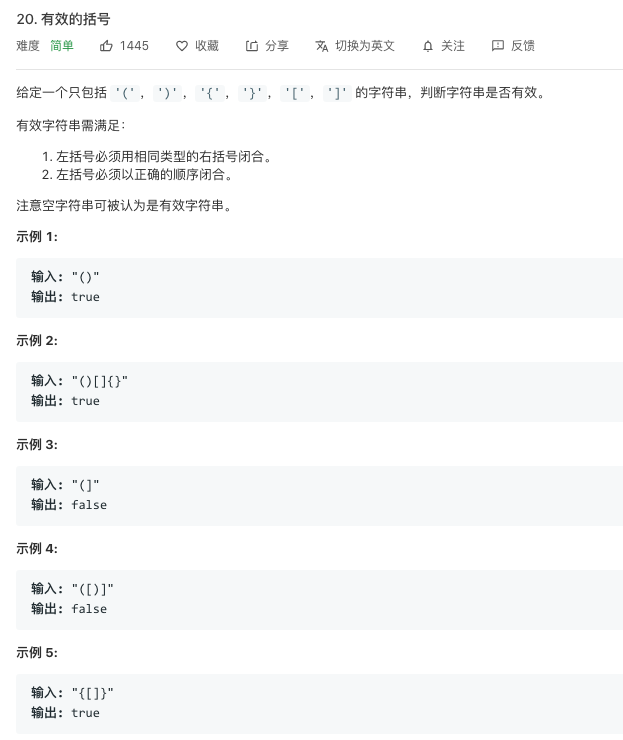 20. 有效的括号
难度 简单 1445 收藏 分享 切换为英文 关注 反馈
给定一个只包括 '(' ，')' ，'{' ，'}' ，'[' ，']' 的字符串，判断字符串是否有效。
有效字符串需满足：
1. 左括号必须用相同类型的右括号闭合。
2. 左括号必须以正确的顺序闭合。
注意空字符串可被认为是有效字符串。
示例 1:
输入: "()"
输出: true
示例 2:
输入: "()[]{}"
输出: true
示例 3:
输入: "(]"
输出: false
示例 4:
输入: "([)]"
输出: false
示例 5:
输入: "{[]}"
输出: true